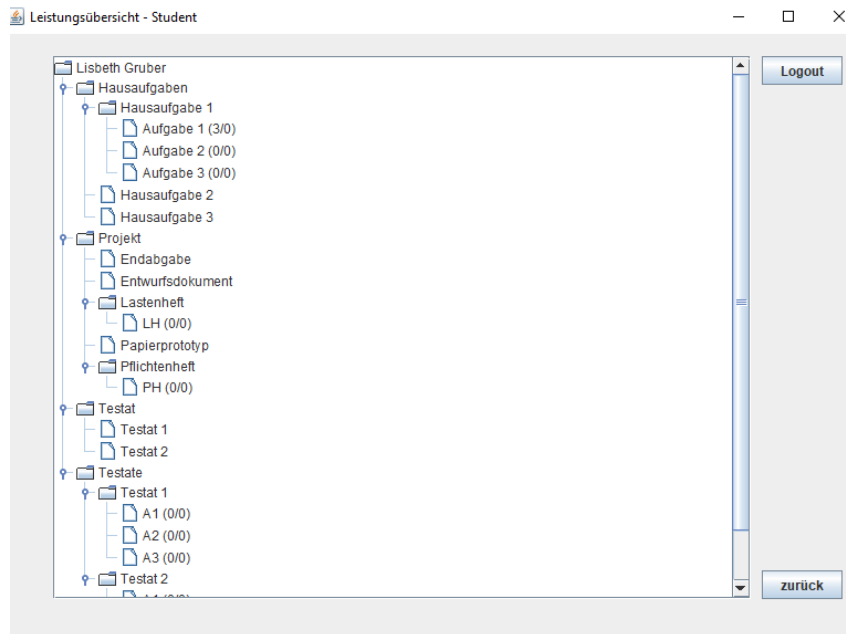 Leistungsübersicht - Student
Lisbeth Gruber
Logout
Hausaufgaben
Hausaufgabe 1
Aufgabe 1 (3/0)
Aufgabe 2 (0/0)
Aufgabe 3 (0/0)
Hausaufgabe 2
Hausaufgabe 3
Projekt
Endabgabe
Entwurfsdokument
Lastenheft
LH (0/0)
Papierprototyp
Pflichtenheft
PH (0/0)
Testat
Testat 1
Testat 2
Testate
Testat 1
A1 (0/0)
A2 (0/0)
A3 (0/0)
Testat 2
zurück